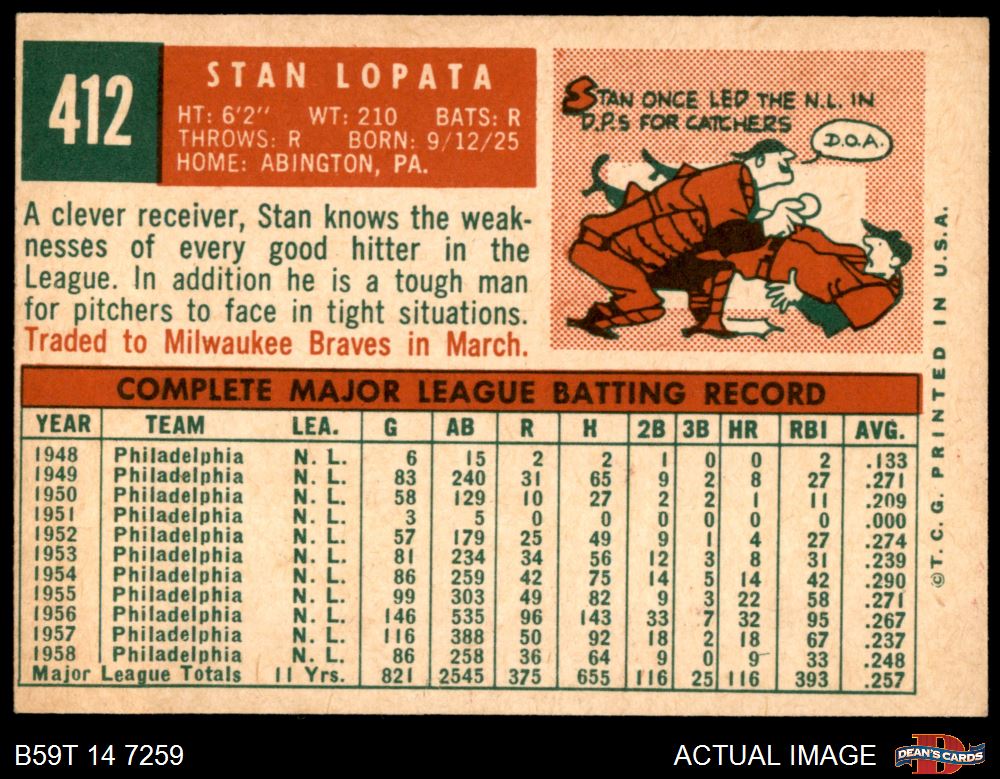 412
STAN LOPATA
HT: 6'2" WT: 210 BATS: R
THROWS: R BORN: 9/12/25
HOME: ABINGTON, PA.
STAN ONCE LED THE N.L. IN
D.P.S FOR CATCHERS
D.O.A.
A clever receiver, Stan knows the weak-
nesses of every good hitter in the
League. In addition he is a tough man
for pitchers to face in tight situations.
Traded to Milwaukee Braves in March.
COMPLETE MAJOR LEAGUE BATTING RECORD
YEAR TEAM LEA. G AB R H 2B 3B HR RBI AVG.
1948 Philadelphia N. L. 6 15 2 2 1 0 0 2 .133
1949 Philadelphia N. L. 83 240 31 65 9 2 8 27 .271
1950 Philadelphia N. L. 58 129 10 27 2 2 1 11 .209
1951 Philadelphia N. L. 3 5 0 0 0 0 0 0 .000
1952 Philadelphia N. L. 57 179 25 49 9 1 4 27 .274
1953 Philadelphia N. L. 81 234 34 56 12 3 8 31 .239
1954 Philadelphia N. L. 86 259 42 75 14 5 14 42 .290
1955 Philadelphia N. L. 99 303 49 82 9 3 22 58 .271
1956 Philadelphia N. L. 146 535 96 143 33 7 32 95 .267
1957 Philadelphia N. L. 116 388 50 92 18 2 18 67 .237
1958 Philadelphia N. L. 86 258 36 64 9 0 9 33 .248
Major League Totals 11 Yrs. 821 2545 375 655 116 25 116 393 .257
©T. C. G. PRINTED IN U.S.A.
B59T 14 7259
ACTUAL IMAGE
DEAN'S CARDS